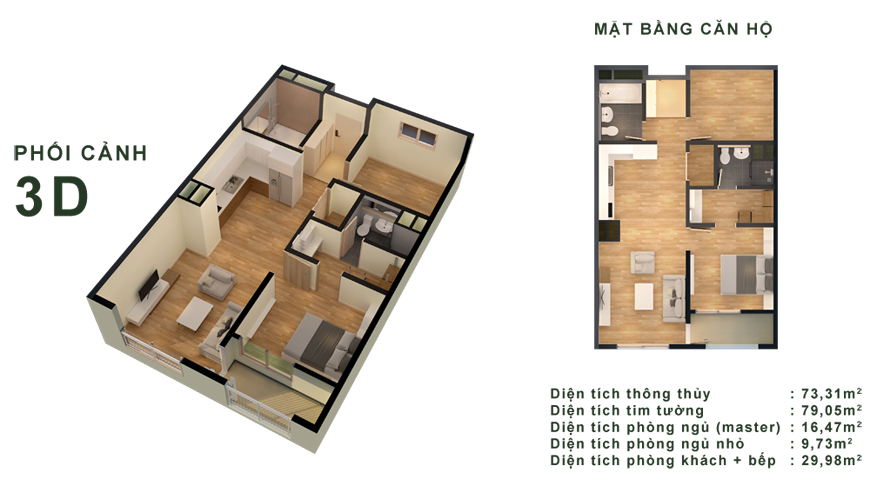 PHỐI CẢNH
3D
MẶT BẰNG CĂN HỘ
Diện tích thông thủy : 73,31m²
Diện tích tim tường : 79,05m²
Diện tích phòng ngủ (master) : 16,47m²
Diện tích phòng ngủ nhỏ : 9,73m²
Diện tích phòng khách + bếp : 29,98m²